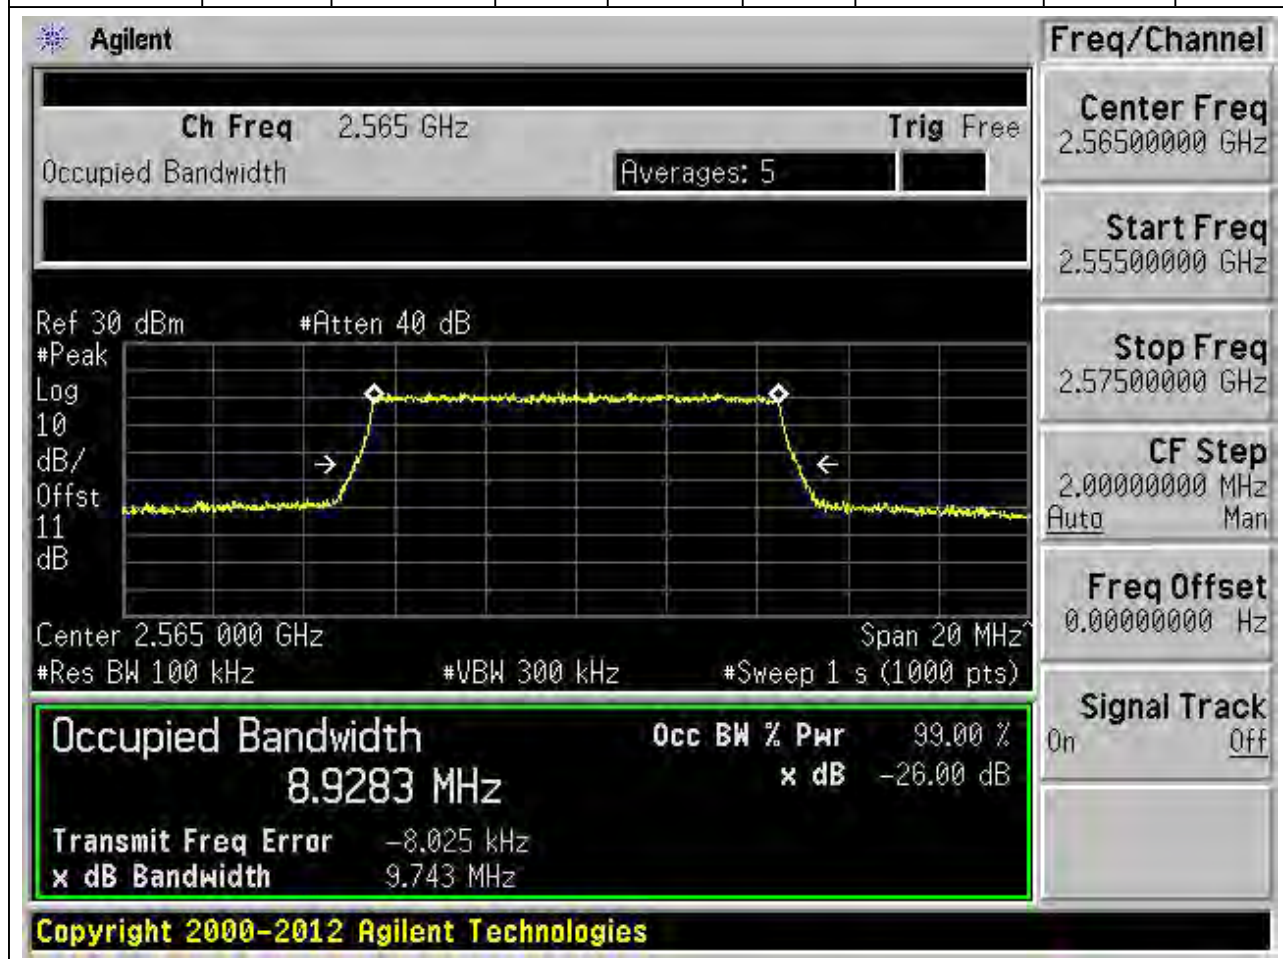 Agilent
Ch Freq 2.565 GHz Trig Free
Occupied Bandwidth Averages: 5
Ref 30 dBm #Atten 40 dB
#Peak
Log
10
dB/
Offst
11
dB
Center 2.565 000 GHz Span 20 MHz^
#Res BW 100 kHz #VBW 300 kHz #Sweep 1 s (1000 pts)
Occupied Bandwidth Occ BW % Pwr 99.00 %
8.9283 MHz x dB -26.00 dB
Transmit Freq Error -8.025 kHz
x dB Bandwidth 9.743 MHz
Copyright 2000-2012 Agilent Technologies
Freq/Channel
Center Freq
2.56500000 GHz
Start Freq
2.55500000 GHz
Stop Freq
2.57500000 GHz
CF Step
2.00000000 MHz
Auto Man
Freq Offset
0.00000000 Hz
Signal Track
On Off